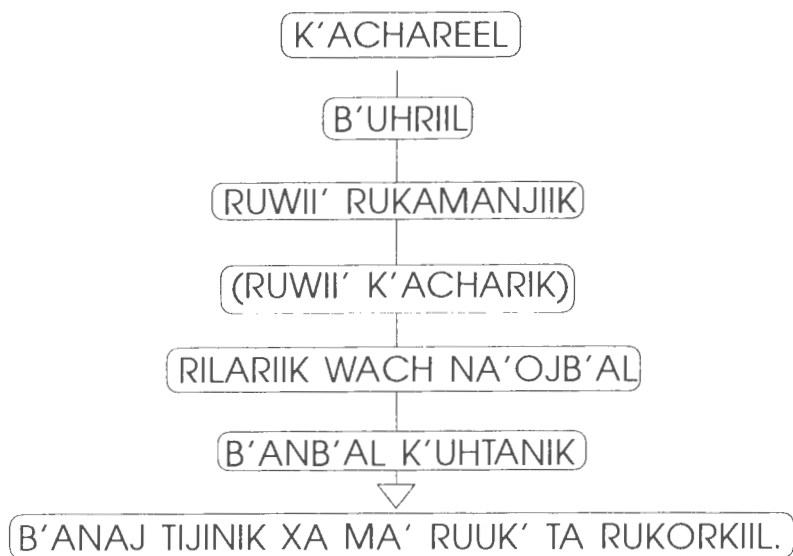 K'ACHAREEL
B'UHRIIL
RUWII' RUKAMANJIIK
(RUWII' K'ACHARIK)
RILARIIK WACH NA'OJB'AL
B'ANB'AL K'UHTANIK
B'ANAJ TIJINIK XA MA' RUUK' TA RUKORKIIL.